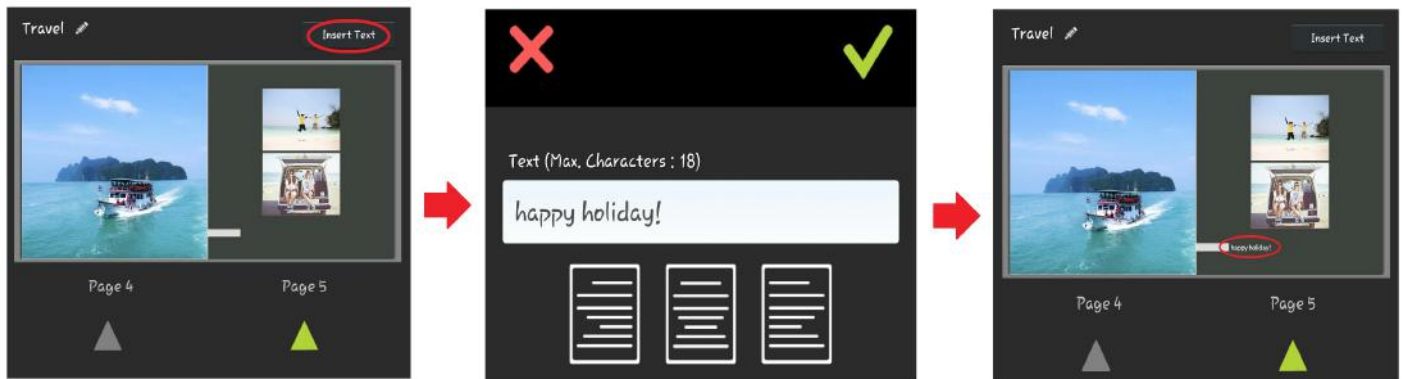 Travel
Insert Text
Page 4
Page 5
Text (Max. Characters : 18)
happy holiday!
Travel
Insert Text
happy holiday!
Page 4
Page 5